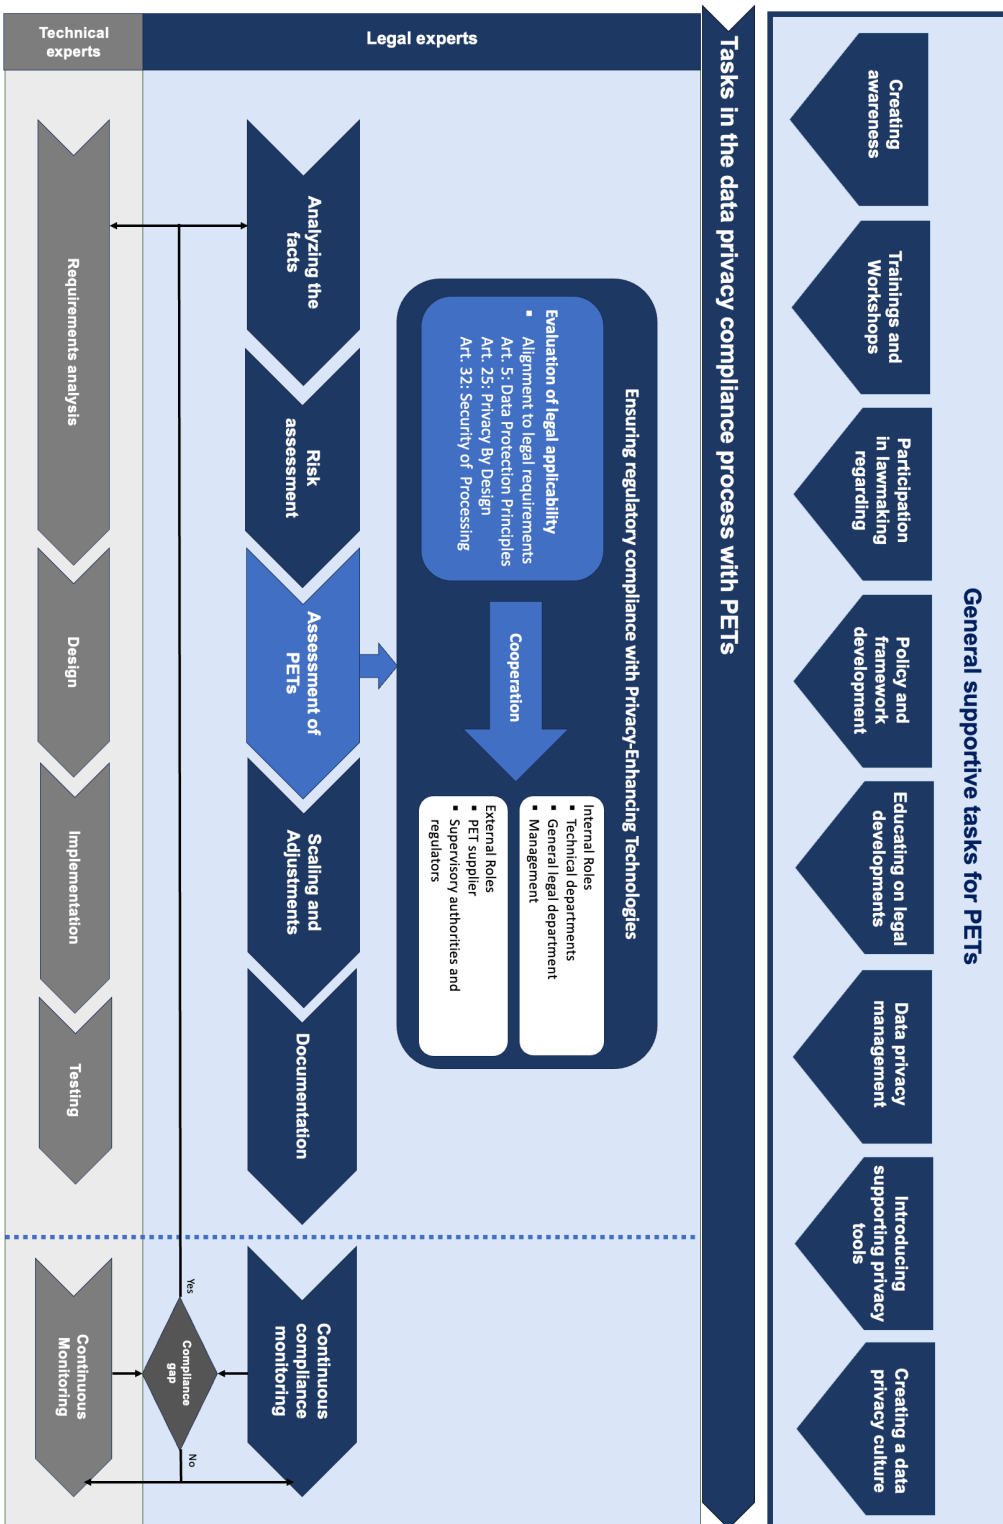 General supportive tasks for PETs
Creating
awareness
Trainings and
Workshops
Participation
in lawmaking
regarding
Policy and
framework
development
Educating on legal
developments
Data privacy
management
Introducing
supporting privacy
tools
Creating a data
privacy culture
Tasks in the data privacy compliance process with PETs
Legal experts
Ensuring regulatory compliance with Privacy-Enhancing Technologies
Evaluation of legal applicability
▪ Alignment to legal requirements
Art. 5: Data Protection Principles
Art. 25: Privacy By Design
Art. 32: Security of Processing
Cooperation
Internal Roles
▪ Technical departments
▪ General legal department
▪ Management
External Roles
▪ PET supplier
▪ Supervisory authorities and
regulators
Analyzing the
facts
Risk
assessment
Assessment of
PETs
Scaling and
Adjustments
Documentation
Continuous
compliance
monitoring
Yes
Compliance
gap
No
Technical
experts
Requirements analysis
Design
Implementation
Testing
Continuous
Monitoring